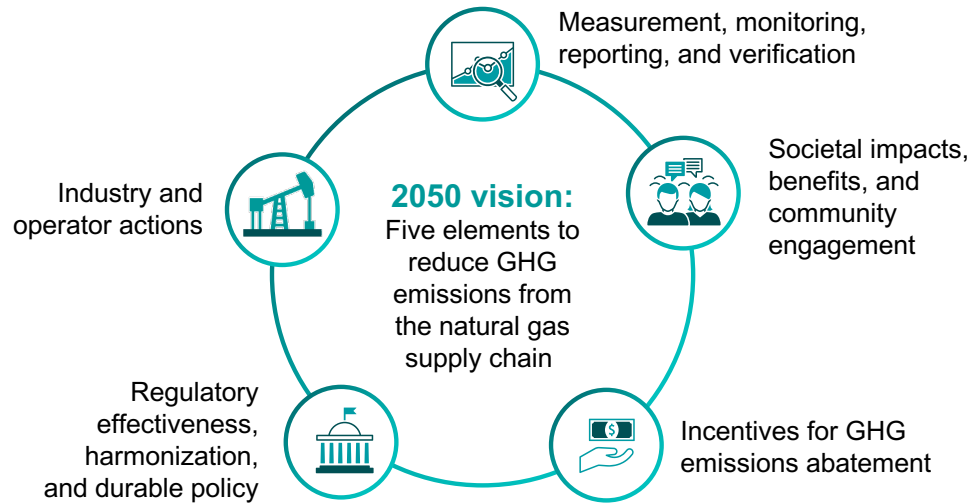 Measurement, monitoring,
reporting, and verification
Societal impacts,
benefits, and
community
engagement
Industry and
operator actions
2050 vision:
Five elements to
reduce GHG
emissions from
the natural gas
supply chain
Regulatory
effectiveness,
harmonization,
and durable policy
$
Incentives for GHG
emissions abatement